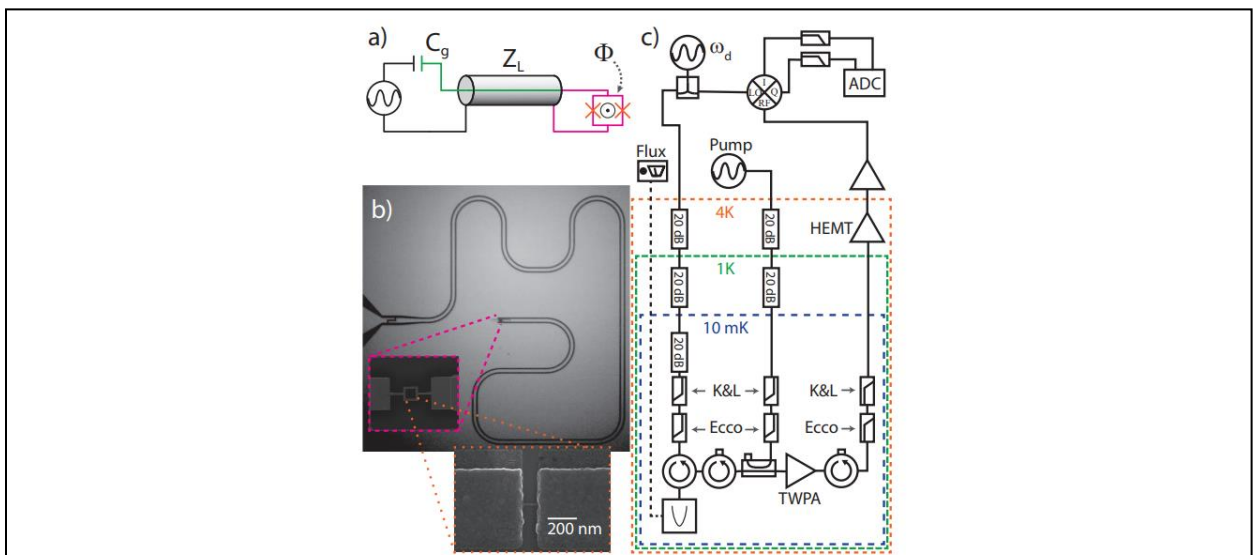 a)
C_g
Z_L
Φ
c)
ω_d
I
LO
Q
RF
ADC
Flux
Pump
b)
4K
HEMT
20 dB
20 dB
1K
20 dB
20 dB
10 mK
20 dB
K&L
K&L
Ecco
Ecco
TWPA
200 nm